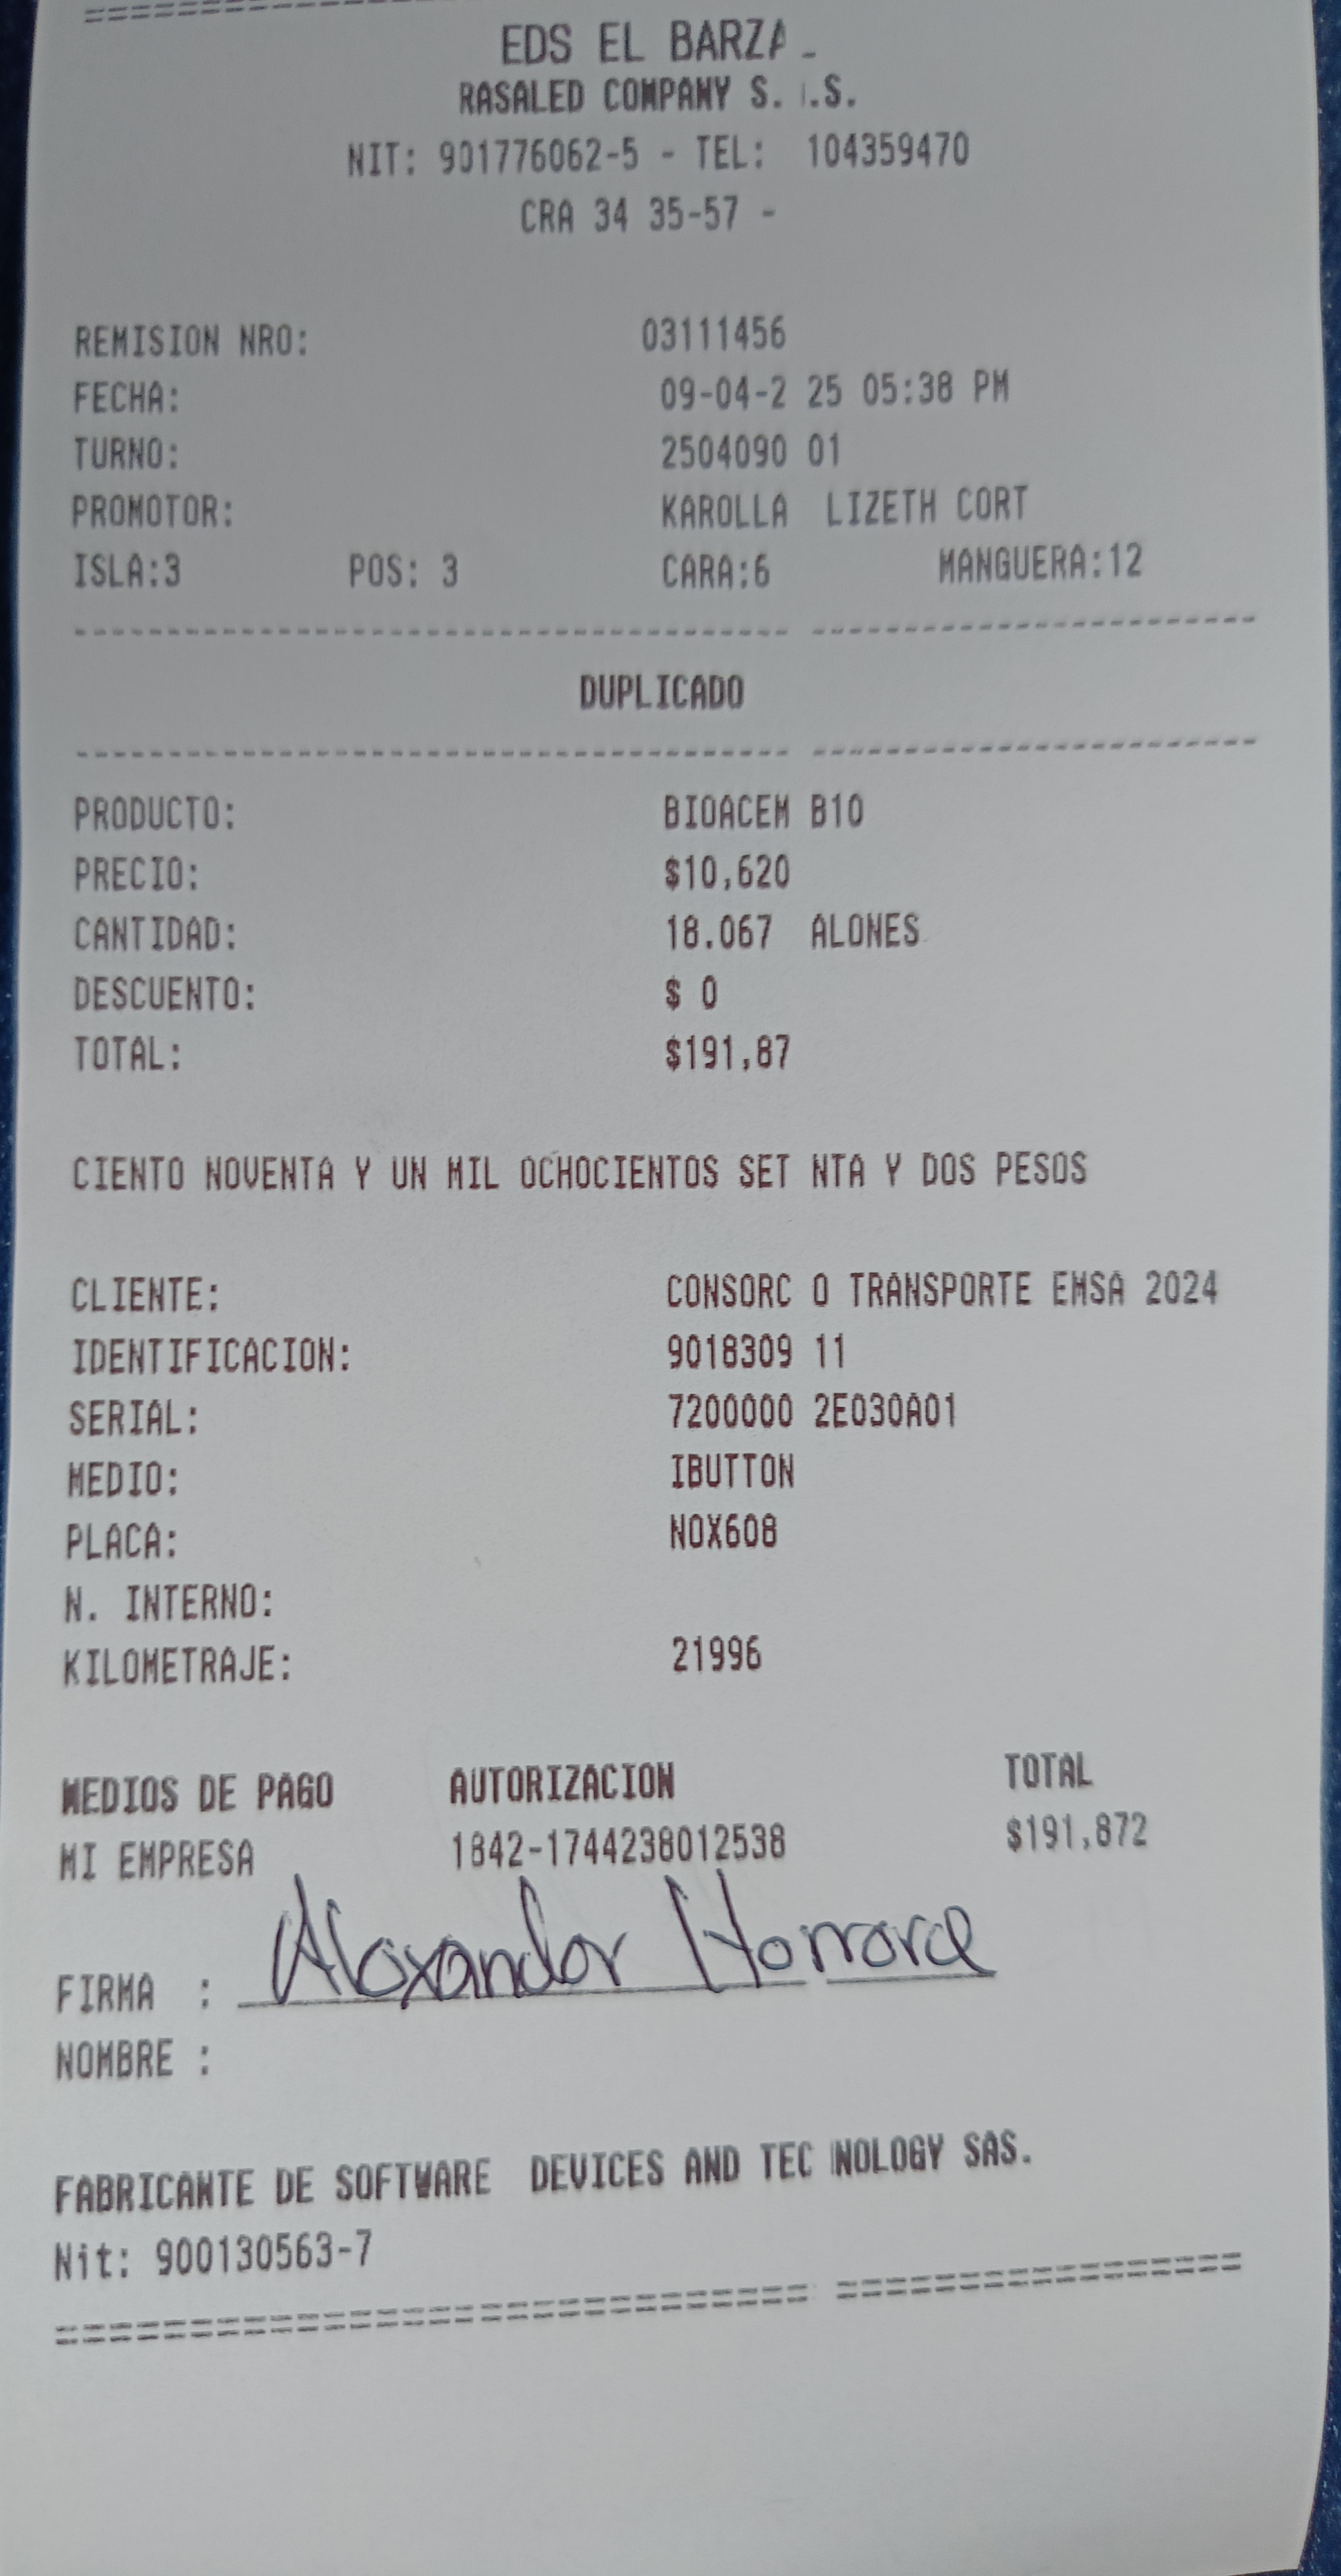 EDS EL BARZA
RASALED COMPANY S. .S.
NIT: 901776062-5 - TEL: 104359470
CRA 34 35-57 -
REMISION NRO: 03111456
FECHA: 09-04-2 25 05:38 PM
TURNO: 2504090 01
PROMOTOR: KAROLLA LIZETH CORT
ISLA:3 POS: 3 CARA:6 MANGUERA:12
DUPLICADO
PRODUCTO: BIOACEM B10
PRECIO: $10,620
CANTIDAD: 18.067 ALONES
DESCUENTO: $ 0
TOTAL: $191,87
CIENTO NOVENTA Y UN MIL OCHOCIENTOS SET NTA Y DOS PESOS
CLIENTE: CONSORC O TRANSPORTE EMSA 2024
IDENTIFICACION: 9018309 11
SERIAL: 7200000 2E030A01
MEDIO: IBUTTON
PLACA: NOX608
N. INTERNO:
KILOMETRAJE: 21996
MEDIOS DE PAGO AUTORIZACION TOTAL
MI EMPRESA 1842-1744238012538 $191,872
FIRMA : Alexander Herrera
NOMBRE :
FABRICANTE DE SOFTWARE DEVICES AND TEC NOLOGY SAS.
Nit: 900130563-7